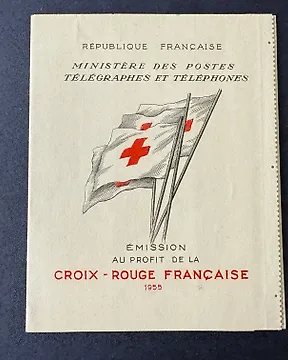 RÉPUBLIQUE FRANÇAISE
MINISTÈRE DES POSTES
TÉLÉGRAPHES ET TÉLÉPHONES
ÉMISSION
AU PROFIT DE LA
CROIX-ROUGE FRANÇAISE
1955